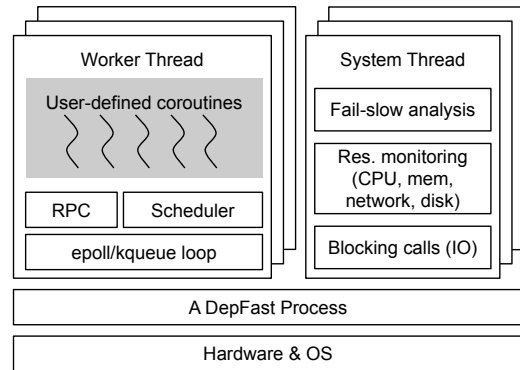 Worker Thread
User-defined coroutines
RPC
Scheduler
epoll/kqueue loop
System Thread
Fail-slow analysis
Res. monitoring
(CPU, mem,
network, disk)
Blocking calls (IO)
A DepFast Process
Hardware & OS